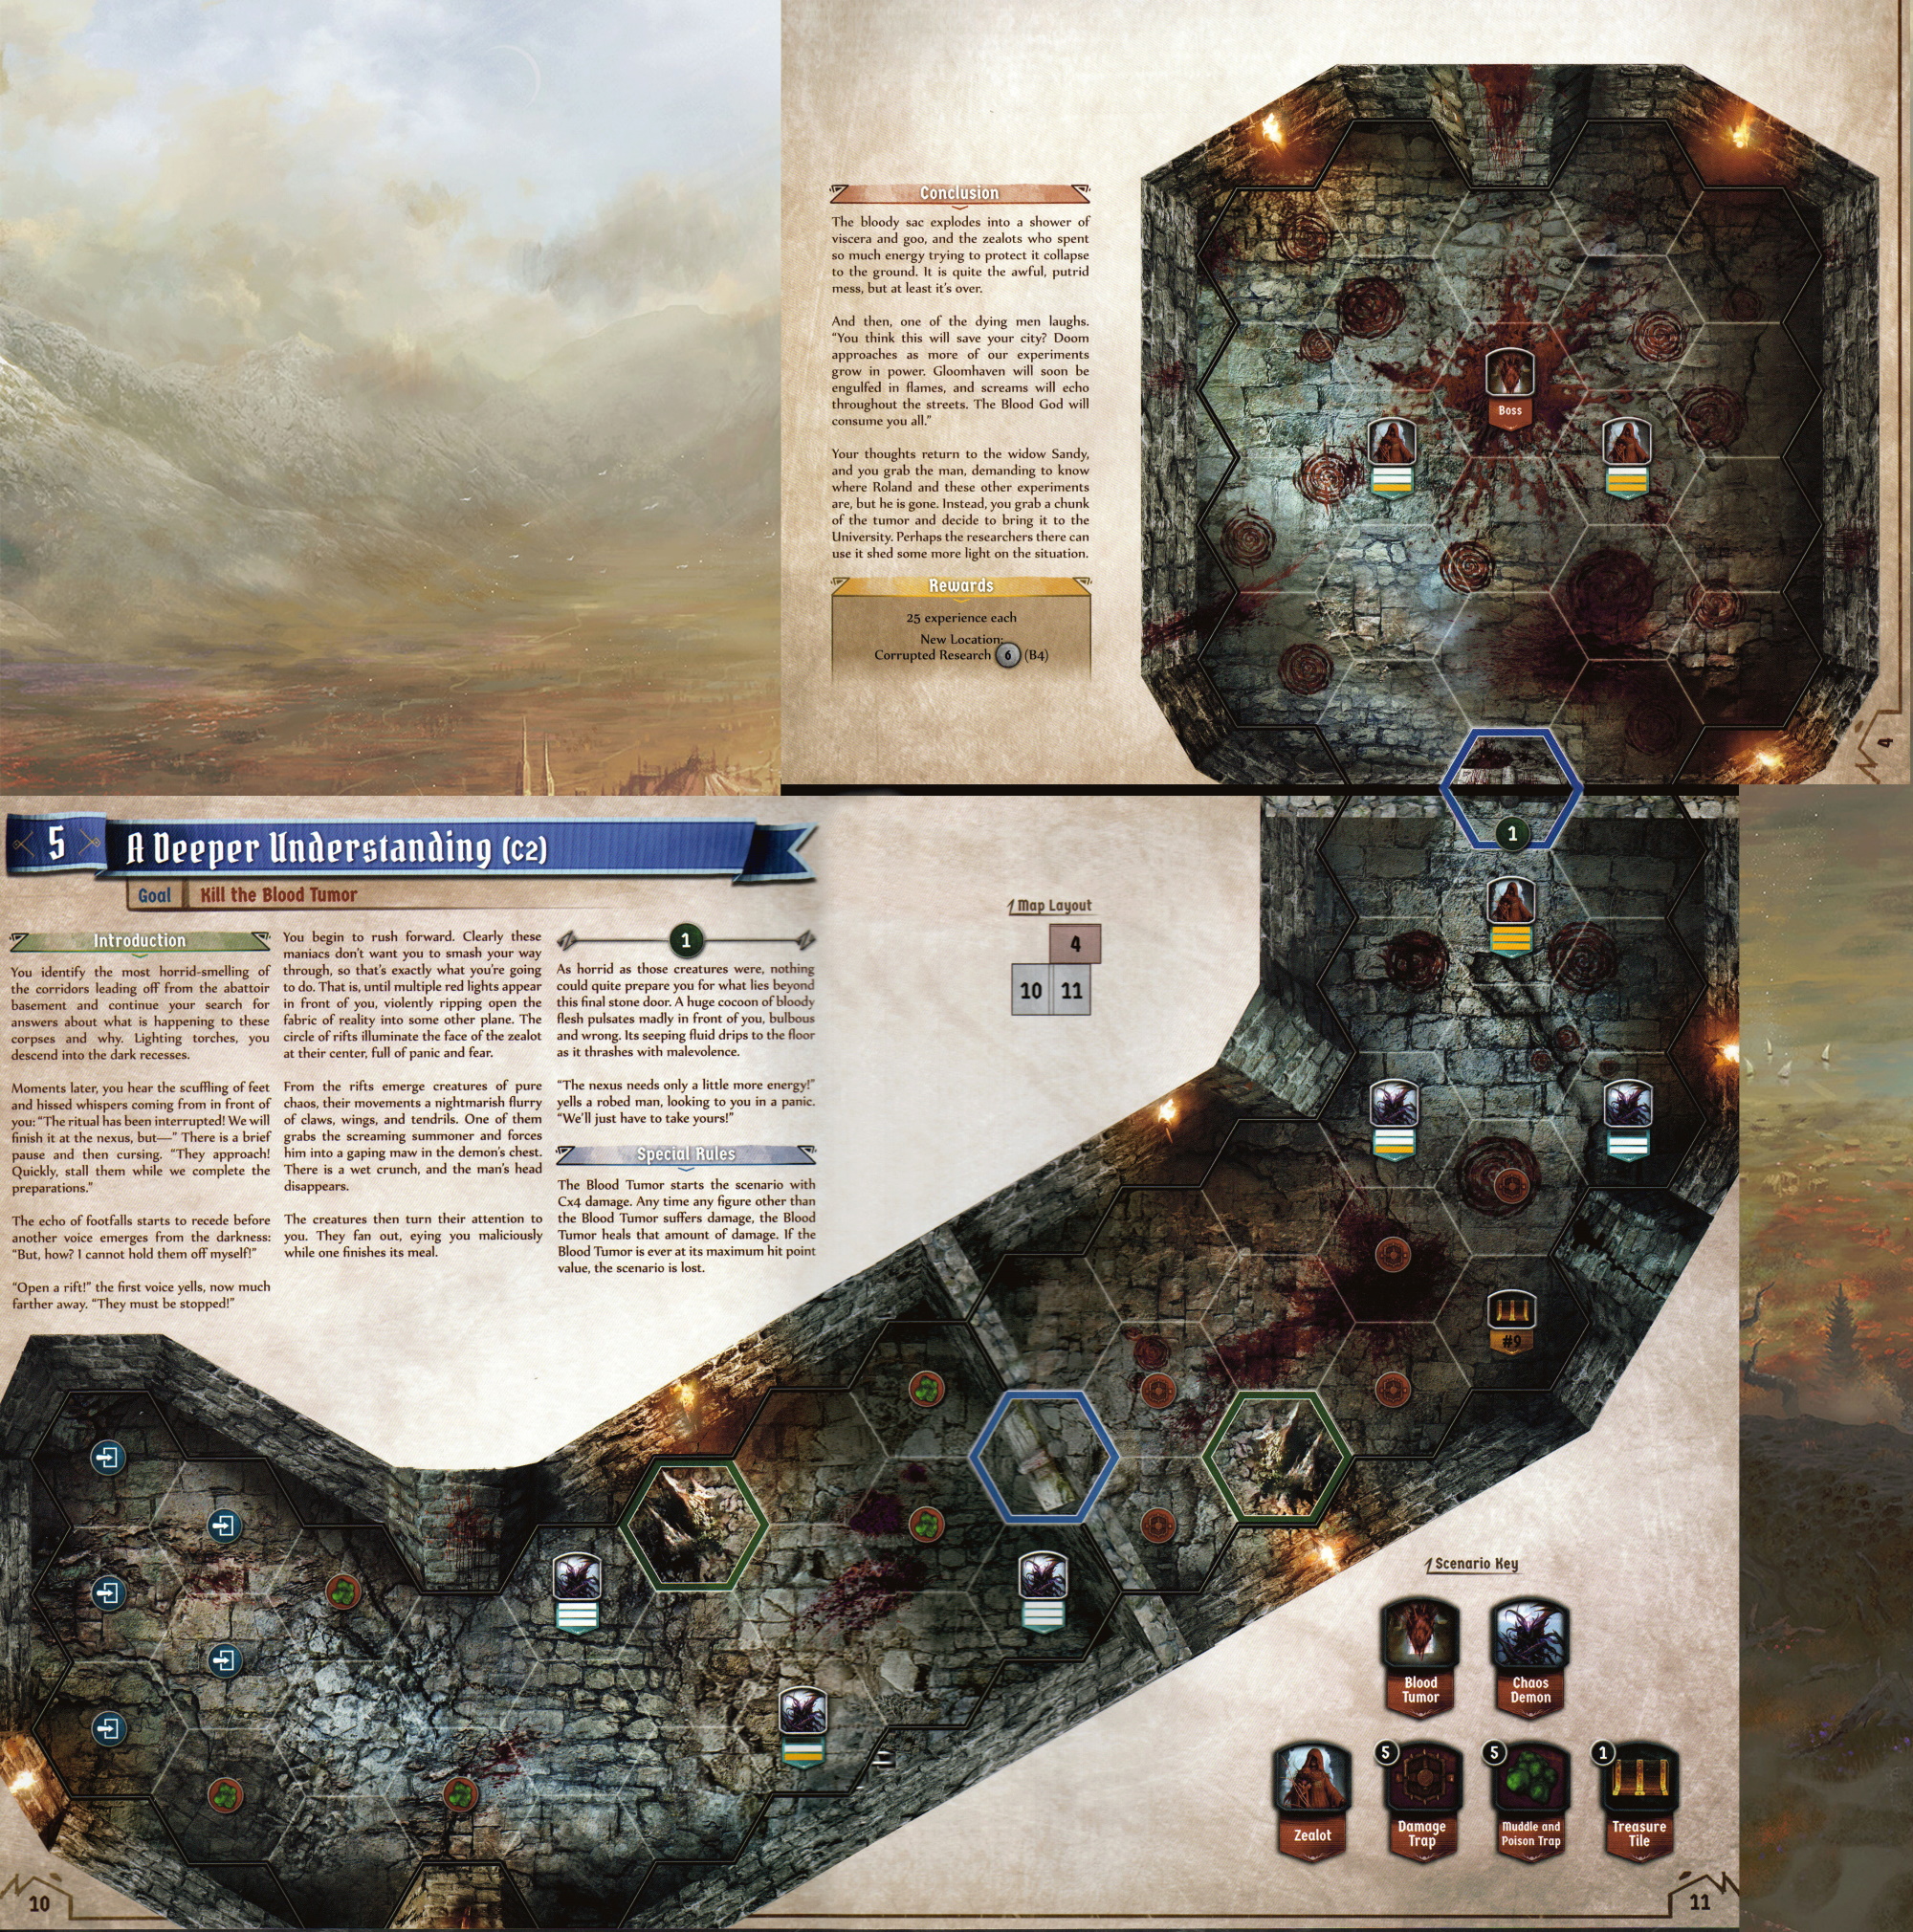 Conclusion
The bloody sac explodes into a shower of
viscera and goo, and the zealots who spent
so much energy trying to protect it collapse
to the ground. It is quite the awful, putrid
mess, but at least it's over.
And then, one of the dying men laughs.
“You think this will save your city? Doom
approaches as more of our experiments
grow in power. Gloomhaven will soon be
engulfed in flames, and screams will echo
throughout the streets. The Blood God will
consume you all.”
Your thoughts return to the widow Sandy,
and you grab the man, demanding to know
where Roland and these other experiments
are, but he is gone. Instead, you grab a chunk
of the tumor and decide to bring it to the
University. Perhaps the researchers there can
use it shed some more light on the situation.
Rewards
25 experience each
New Location:
Corrupted Research 6 (B4)
Boss
4
5 A Deeper Understanding (C2)
Goal Kill the Blood Tumor
Introduction
You identify the most horrid-smelling of
the corridors leading off from the abattoir
basement and continue your search for
answers about what is happening to these
corpses and why. Lighting torches, you
descend into the dark recesses.
Moments later, you hear the scuffling of feet
and hissed whispers coming from in front of
you: “The ritual has been interrupted! We will
finish it at the nexus, but—” There is a brief
pause and then cursing. “They approach!
Quickly, stall them while we complete the
preparations.”
The echo of footfalls starts to recede before
another voice emerges from the darkness:
“But, how? I cannot hold them off myself!”
“Open a rift!” the first voice yells, now much
farther away. “They must be stopped!”
You begin to rush forward. Clearly these
maniacs don't want you to smash your way
through, so that's exactly what you're going
to do. That is, until multiple red lights appear
in front of you, violently ripping open the
fabric of reality into some other plane. The
circle of rifts illuminate the face of the zealot
at their center, full of panic and fear.
From the rifts emerge creatures of pure
chaos, their movements a nightmarish flurry
of claws, wings, and tendrils. One of them
grabs the screaming summoner and forces
him into a gaping maw in the demon's chest.
There is a wet crunch, and the man's head
disappears.
The creatures then turn their attention to
you. They fan out, eying you maliciously
while one finishes its meal.
1
As horrid as those creatures were, nothing
could quite prepare you for what lies beyond
this final stone door. A huge cocoon of bloody
flesh pulsates madly in front of you, bulbous
and wrong. Its seeping fluid drips to the floor
as it thrashes with malevolence.
“The nexus needs only a little more energy!”
yells a robed man, looking to you in a panic.
“We'll just have to take yours!”
Special Rules
The Blood Tumor starts the scenario with
Cx4 damage. Any time any figure other than
the Blood Tumor suffers damage, the Blood
Tumor heals that amount of damage. If the
Blood Tumor is ever at its maximum hit point
value, the scenario is lost.
Map Layout
4
10 11
1
#9
Scenario Key
Blood
Tumor
Chaos
Demon
Zealot
5
Damage
Trap
5
Muddle and
Poison Trap
1
Treasure
Tile
10
11